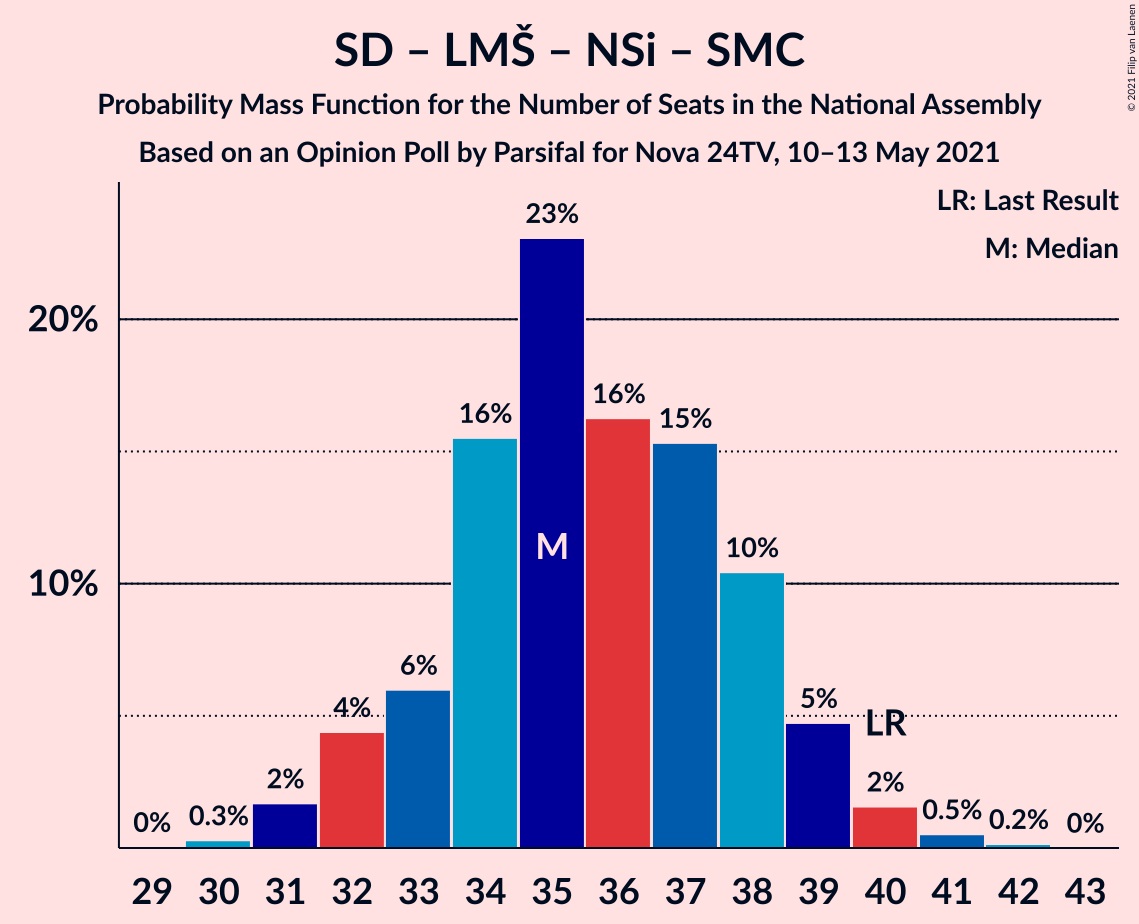 SD – LMŠ – NSi – SMC
Probability Mass Function for the Number of Seats in the National Assembly
Based on an Opinion Poll by Parsifal for Nova 24TV, 10–13 May 2021
© 2021 Filip van Laenen
LR: Last Result
M: Median
20%
10%
0%
0.3%
2%
4%
6%
16%
23%
16%
15%
10%
5%
2%
0.5%
0.2%
0%
M
LR
29 30 31 32 33 34 35 36 37 38 39 40 41 42 43